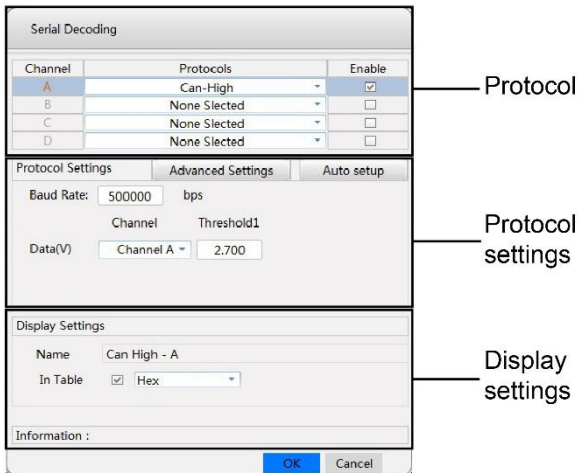 Serial Decoding
Channel Protocols Enable
A Can-High
B None Slected
C None Slected
D None Slected
Protocol
Protocol Settings Advanced Settings Auto setup
Baud Rate: 500000 bps
Channel Threshold1
Data(V) Channel A 2.700
Protocol
settings
Display Settings
Name Can High - A
In Table Hex
Display
settings
Information :
OK Cancel